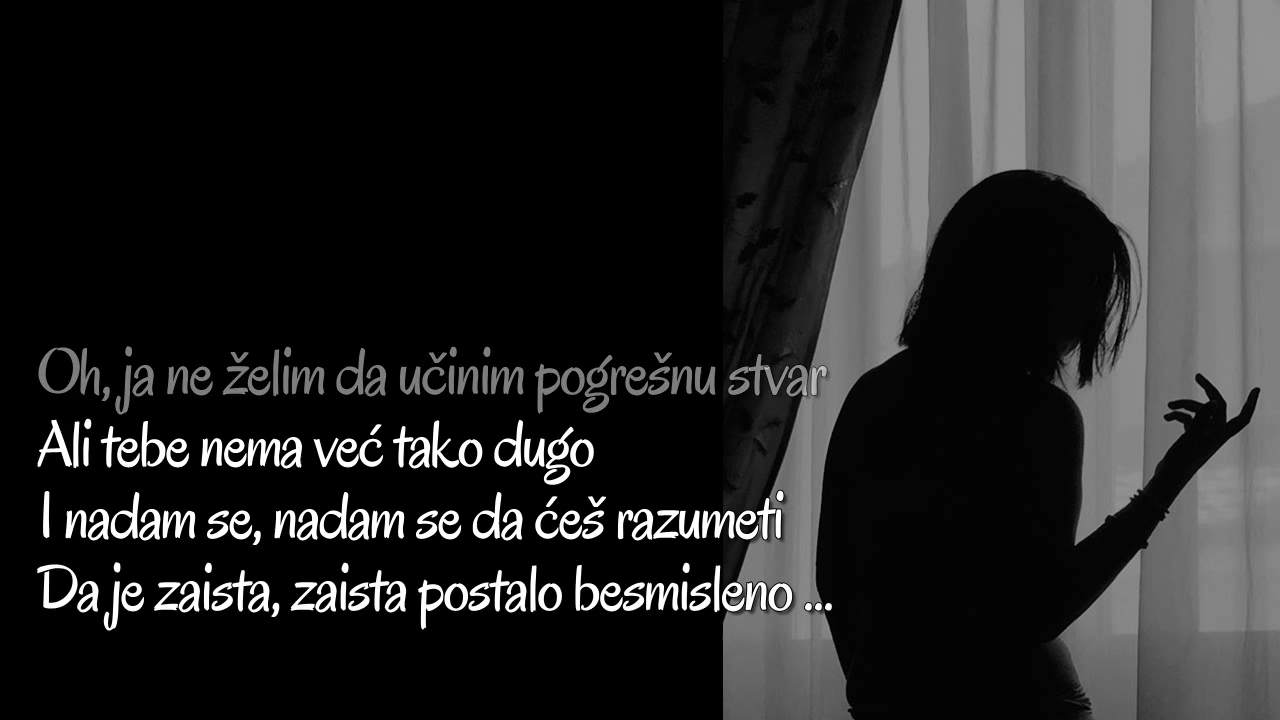 Oh, ja ne želim da učinim pogrešnu stvar
Ali tebe nema već tako dugo
I nadam se, nadam se da ćeš razumeti
Da je zaista, zaista postalo besmisleno ...